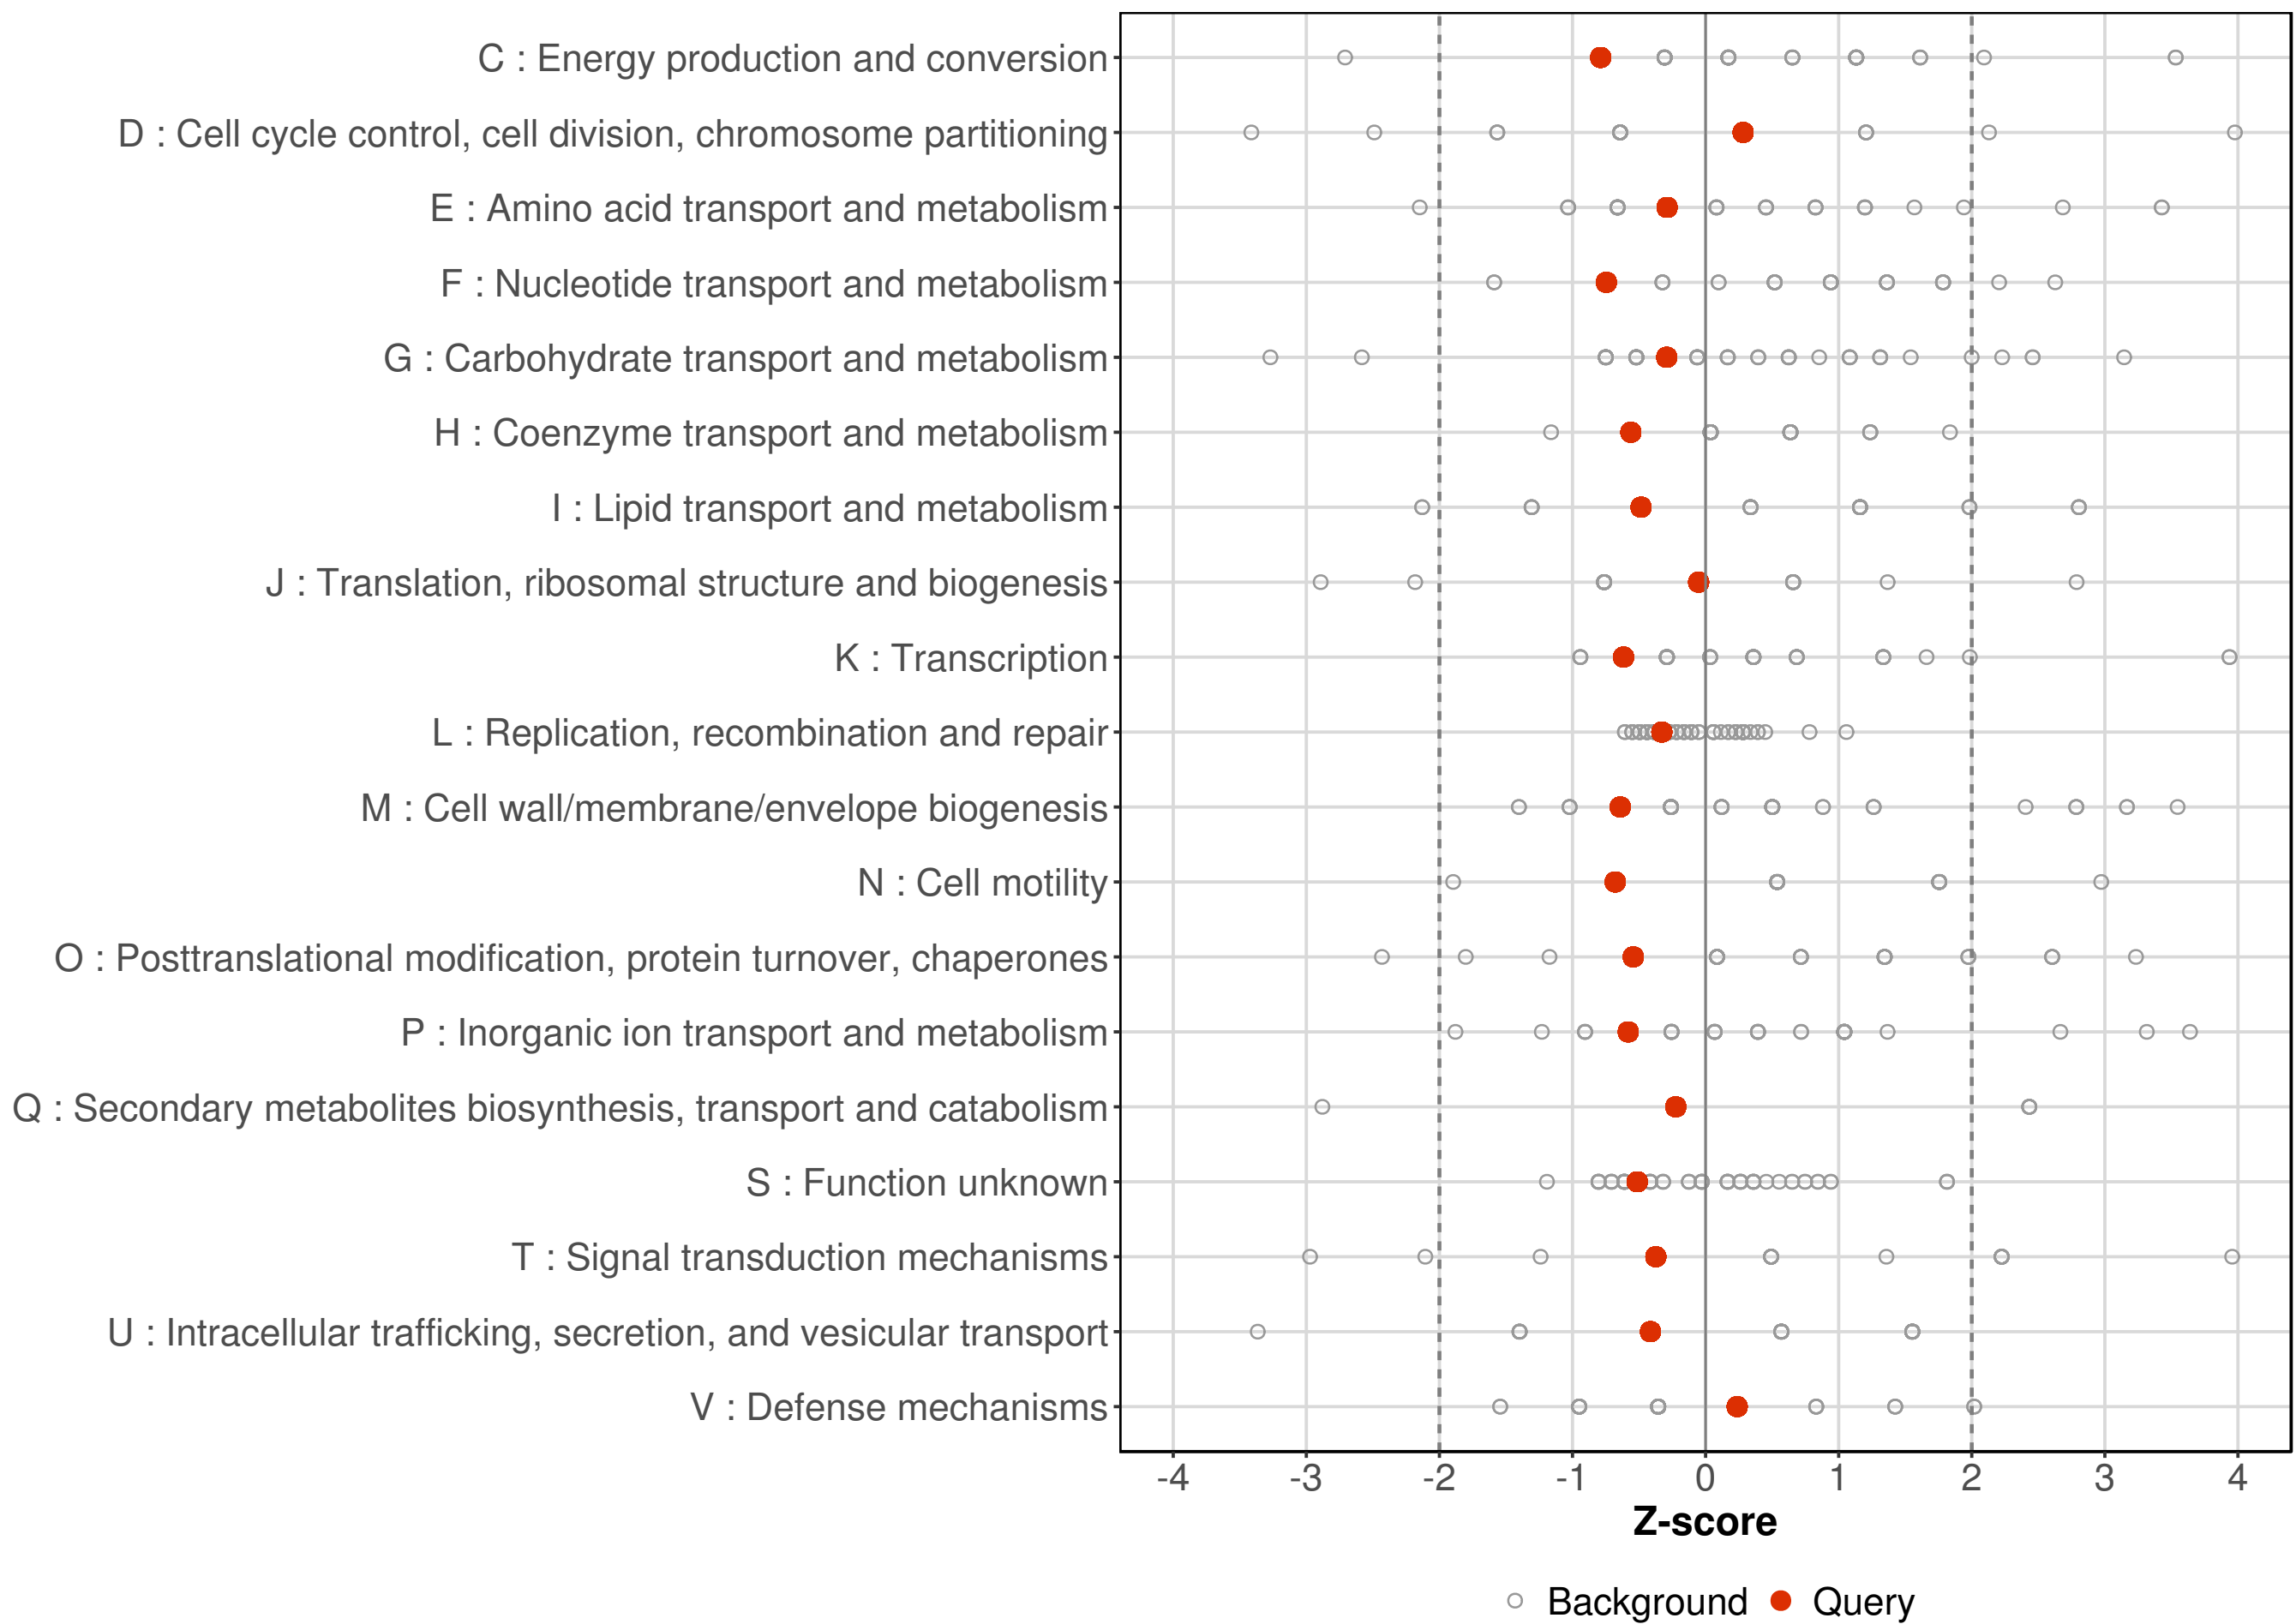 C : Energy production and conversion
D : Cell cycle control, cell division, chromosome partitioning
E : Amino acid transport and metabolism
F : Nucleotide transport and metabolism
G : Carbohydrate transport and metabolism
H : Coenzyme transport and metabolism
I : Lipid transport and metabolism
J : Translation, ribosomal structure and biogenesis
K : Transcription
L : Replication, recombination and repair
M : Cell wall/membrane/envelope biogenesis
N : Cell motility
O : Posttranslational modification, protein turnover, chaperones
P : Inorganic ion transport and metabolism
Q : Secondary metabolites biosynthesis, transport and catabolism
S : Function unknown
T : Signal transduction mechanisms
U : Intracellular trafficking, secretion, and vesicular transport
V : Defense mechanisms
-4 -3 -2 -1 0 1 2 3 4
Z-score
Background Query